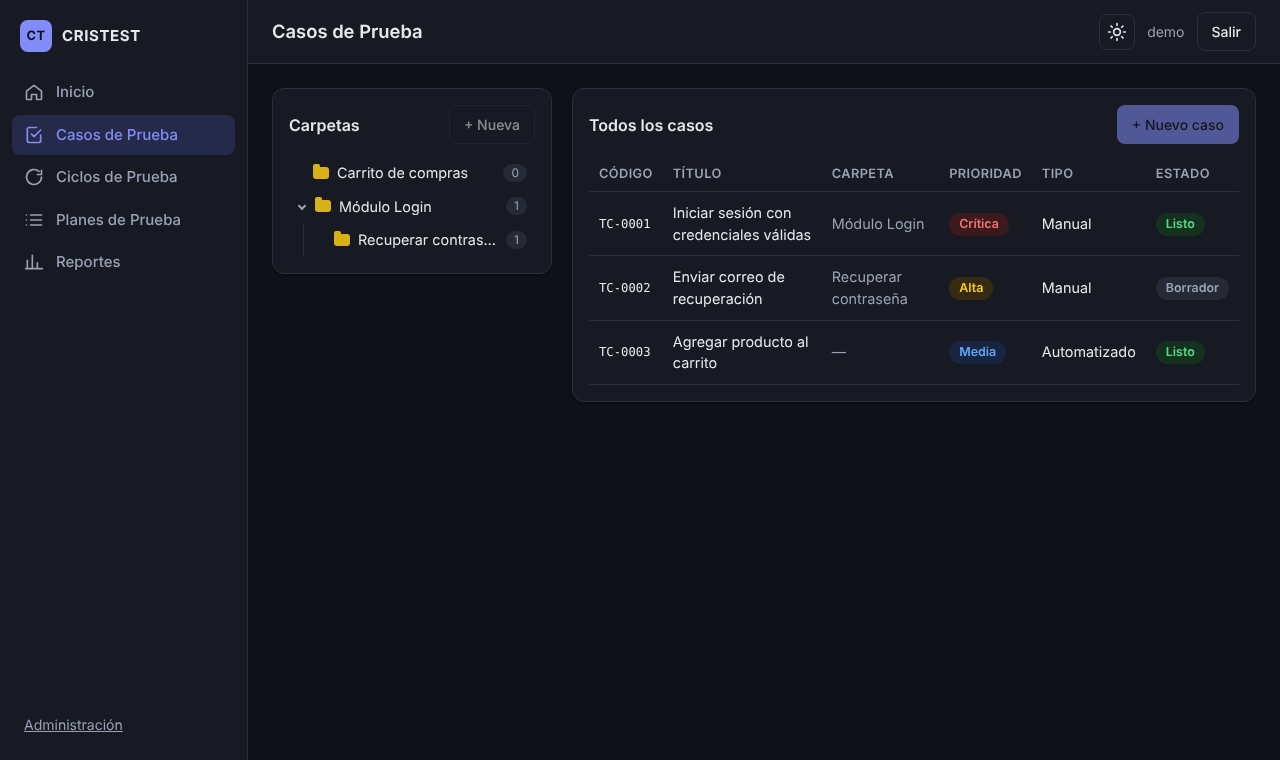 CT CRISTEST
Inicio
Casos de Prueba
Ciclos de Prueba
Planes de Prueba
Reportes
Administración
Casos de Prueba
demo
Salir
Carpetas
+ Nueva
Carrito de compras 0
Módulo Login 1
Recuperar contras... 1
Todos los casos
+ Nuevo caso
CÓDIGO TÍTULO CARPETA PRIORIDAD TIPO ESTADO
TC-0001 Iniciar sesión con
credenciales válidas Módulo Login Crítica Manual Listo
TC-0002 Enviar correo de
recuperación Recuperar
contraseña Alta Manual Borrador
TC-0003 Agregar producto al
carrito — Media Automatizado Listo